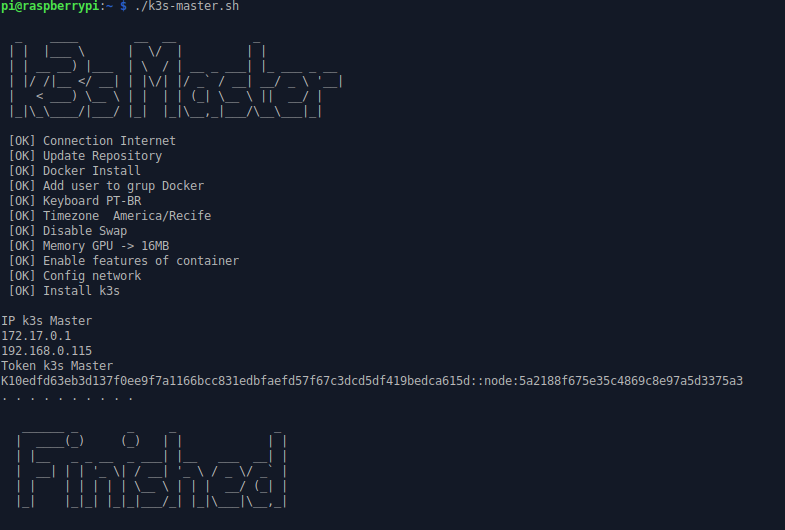 pi@raspberrypi:~ $ ./k3s-master.sh
k3s-Master
[OK] Connection Internet
[OK] Update Repository
[OK] Docker Install
[OK] Add user to grup Docker
[OK] Keyboard PT-BR
[OK] Timezone  America/Recife
[OK] Disable Swap
[OK] Memory GPU -> 16MB
[OK] Enable features of container
[OK] Config network
[OK] Install k3s
IP k3s Master
172.17.0.1
192.168.0.115
Token k3s Master
K10edfd63eb3d137f0ee9f7a1166bcc831edbfaefd57f67c3dcd5df419bedca615d::node:5a2188f675e35c4869c8e97a5d3375a3
. . . . . . . . . .
Finished